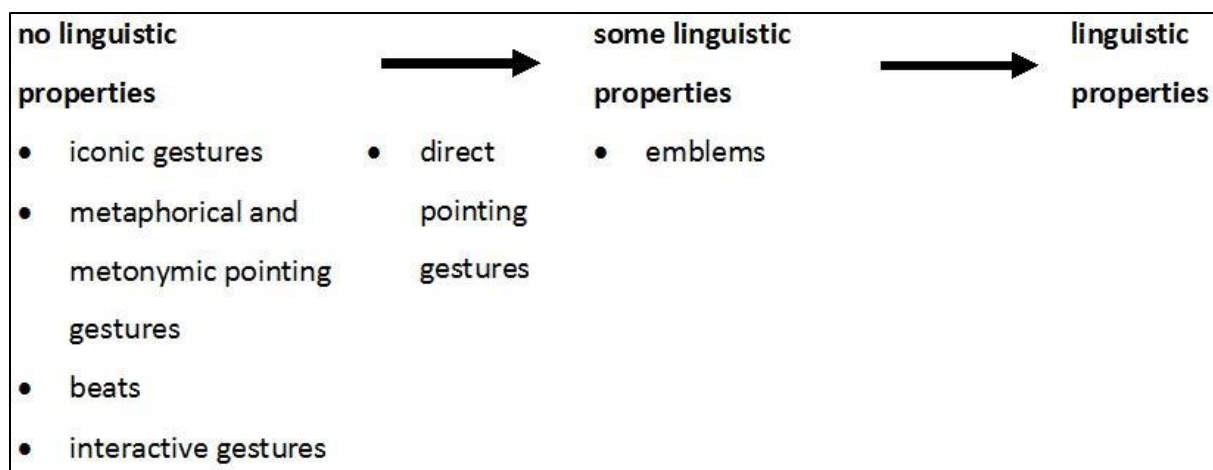 no linguistic
properties
some linguistic
properties
linguistic
properties
• iconic gestures
• metaphorical and
metonymic pointing
gestures
• beats
• interactive gestures
• direct
pointing
gestures
• emblems